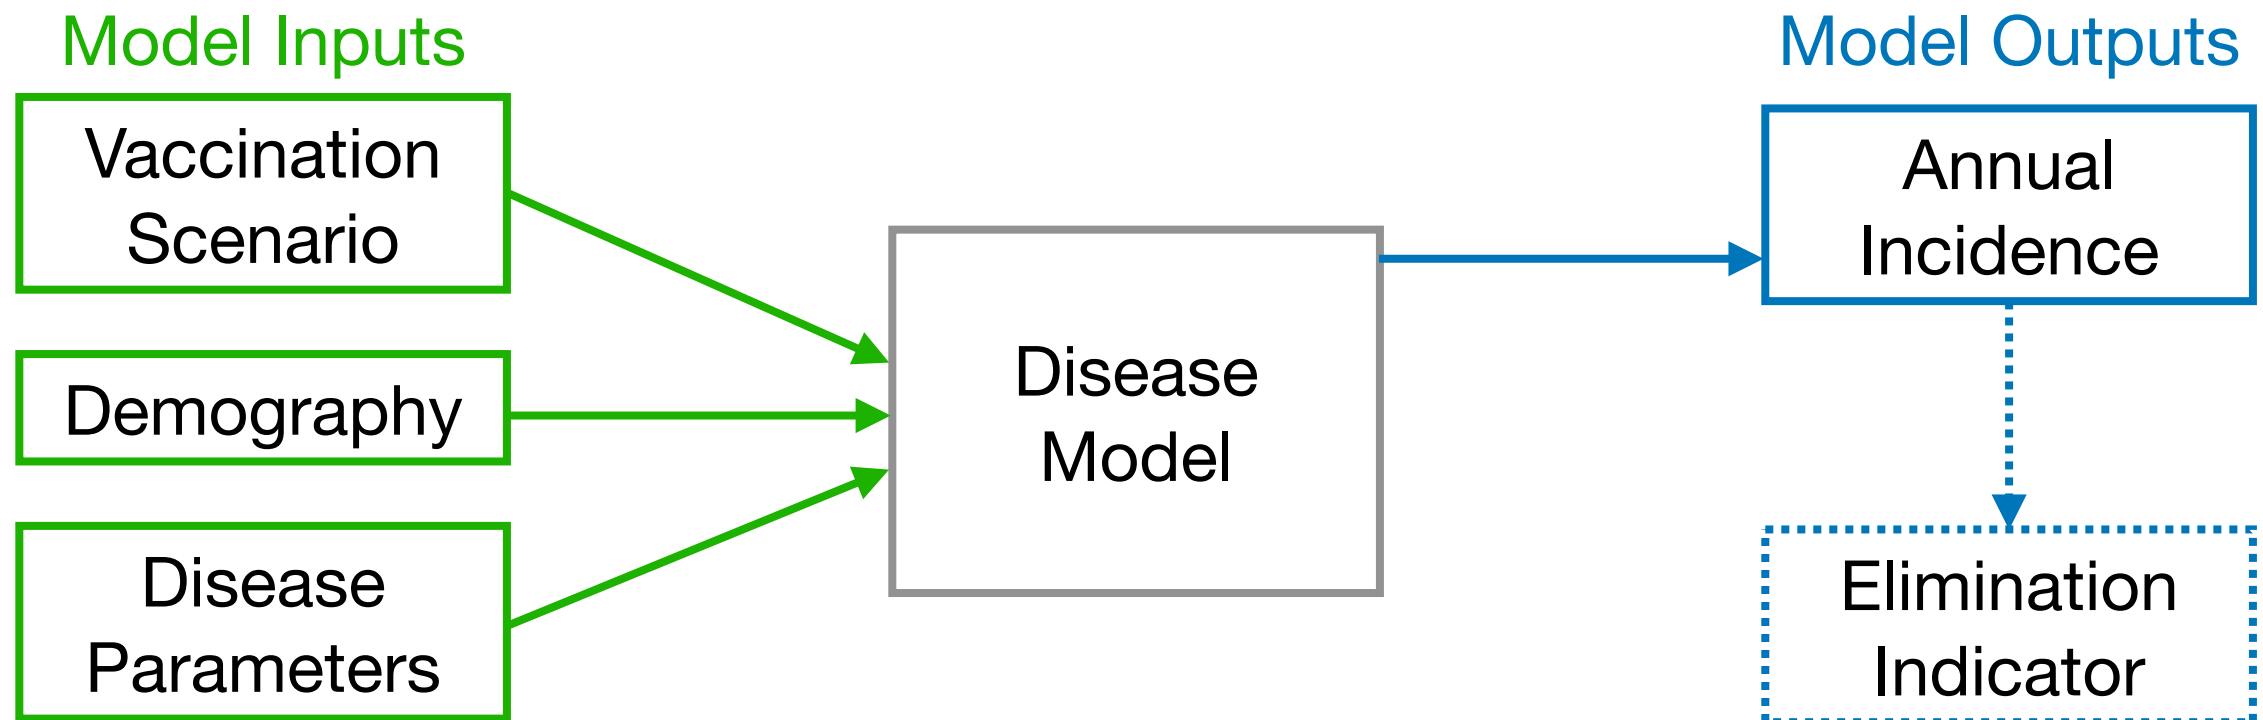 Model Inputs
Vaccination
Scenario
Demography
Disease
Parameters
Disease
Model
Model Outputs
Annual
Incidence
Elimination
Indicator